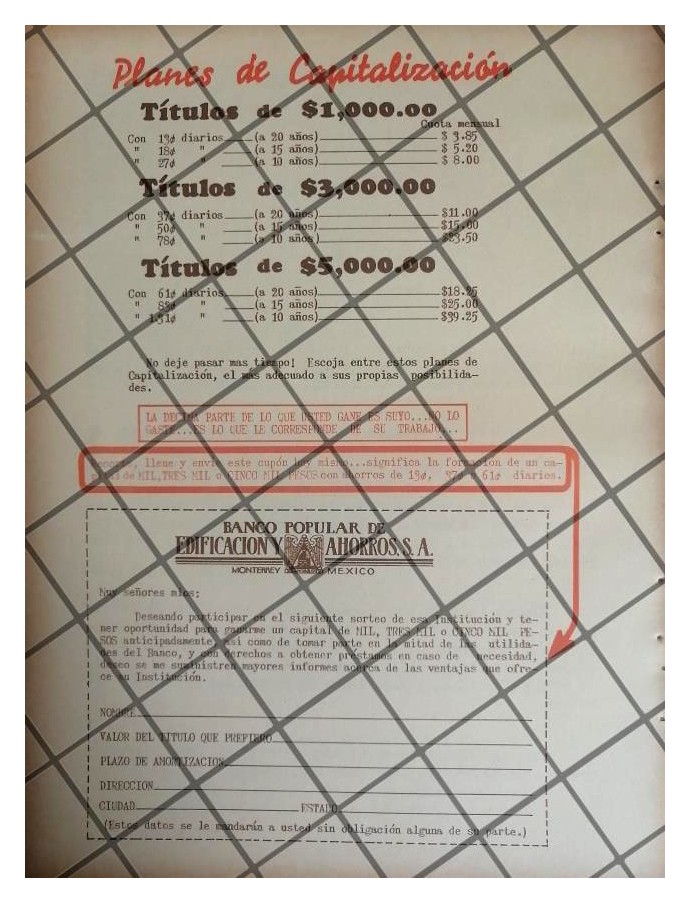 Planes de Capitalización
Títulos de $1,000.00
Cuota mensual
Con 13¢ diarios (a 20 años) $ 3.85
" 18¢ " (a 15 años) $ 5.20
" 27¢ " (a 10 años) $ 8.00
Títulos de $3,000.00
Con 37¢ diarios (a 20 años) $11.00
" 50¢ " (a 15 años) $15.00
" 78¢ " (a 10 años) $23.50
Títulos de $5,000.00
Con 61¢ diarios (a 20 años) $18.25
" " (a 15 años) $25.00
" 1.31¢ " (a 10 años) $39.25
No deje pasar mas tiempo! Escoja entre estos planes de
Capitalización, el mas adecuado a sus propias posibilida-
des.
LA DECIMA PARTE DE LO QUE USTED GANE ES SUYO...NO LO
GASTE...ES LO QUE LE CORRESPONDE DE SE TRABAJO...
Recorte, llene y envíe este cupón hoy mismo...significa la formacion de un ca-
pital de MIL, TRES MIL o CINCO MIL PESOS con ahorros de 13¢, 37¢ o 61¢ diarios.
BANCO POPULAR DE
EDIFICACION Y AHORROS, S. A.
MONTERREY MEXICO
Muy señores mios:
Deseando participar en el siguiente sorteo de esa Institución y te-
ner oportunidad para ganarme un capital de MIL, TRES MIL o CINCO MIL PE-
SOS anticipadamente, asi como de tomar parte en la mitad de las utilida-
des del Banco, y con derechos a obtener préstamos en caso de necesidad,
deseo se me suministren mayores informes acerca de las ventajas que ofre-
ce su Institución.
NOMBRE
VALOR DEL TITULO QUE PREFIERO
PLAZO DE AMORTIZACION
DIRECCION
CIUDAD ESTADO
(Estos datos se le mandarán a usted sin obligación alguna de su parte.)